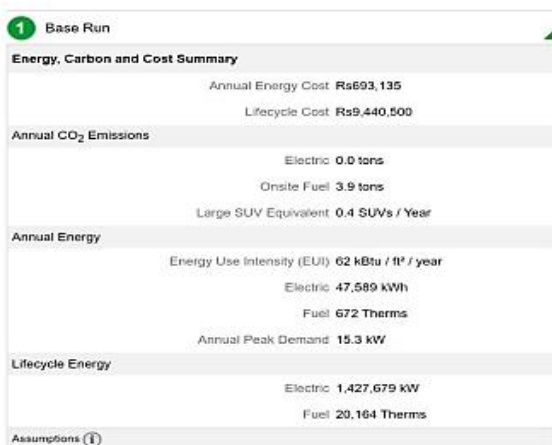 1 Base Run
Energy, Carbon and Cost Summary
Annual Energy Cost Rs693,135
Lifecycle Cost Rs9,440,500
Annual CO2 Emissions
Electric 0.0 tons
Onsite Fuel 3.9 tons
Large SUV Equivalent 0.4 SUVs / Year
Annual Energy
Energy Use Intensity (EUI) 62 kBtu / ft² / year
Electric 47,589 kWh
Fuel 672 Therms
Annual Peak Demand 15.3 kW
Lifecycle Energy
Electric 1,427,679 kW
Fuel 20,164 Therms
Assumptions i